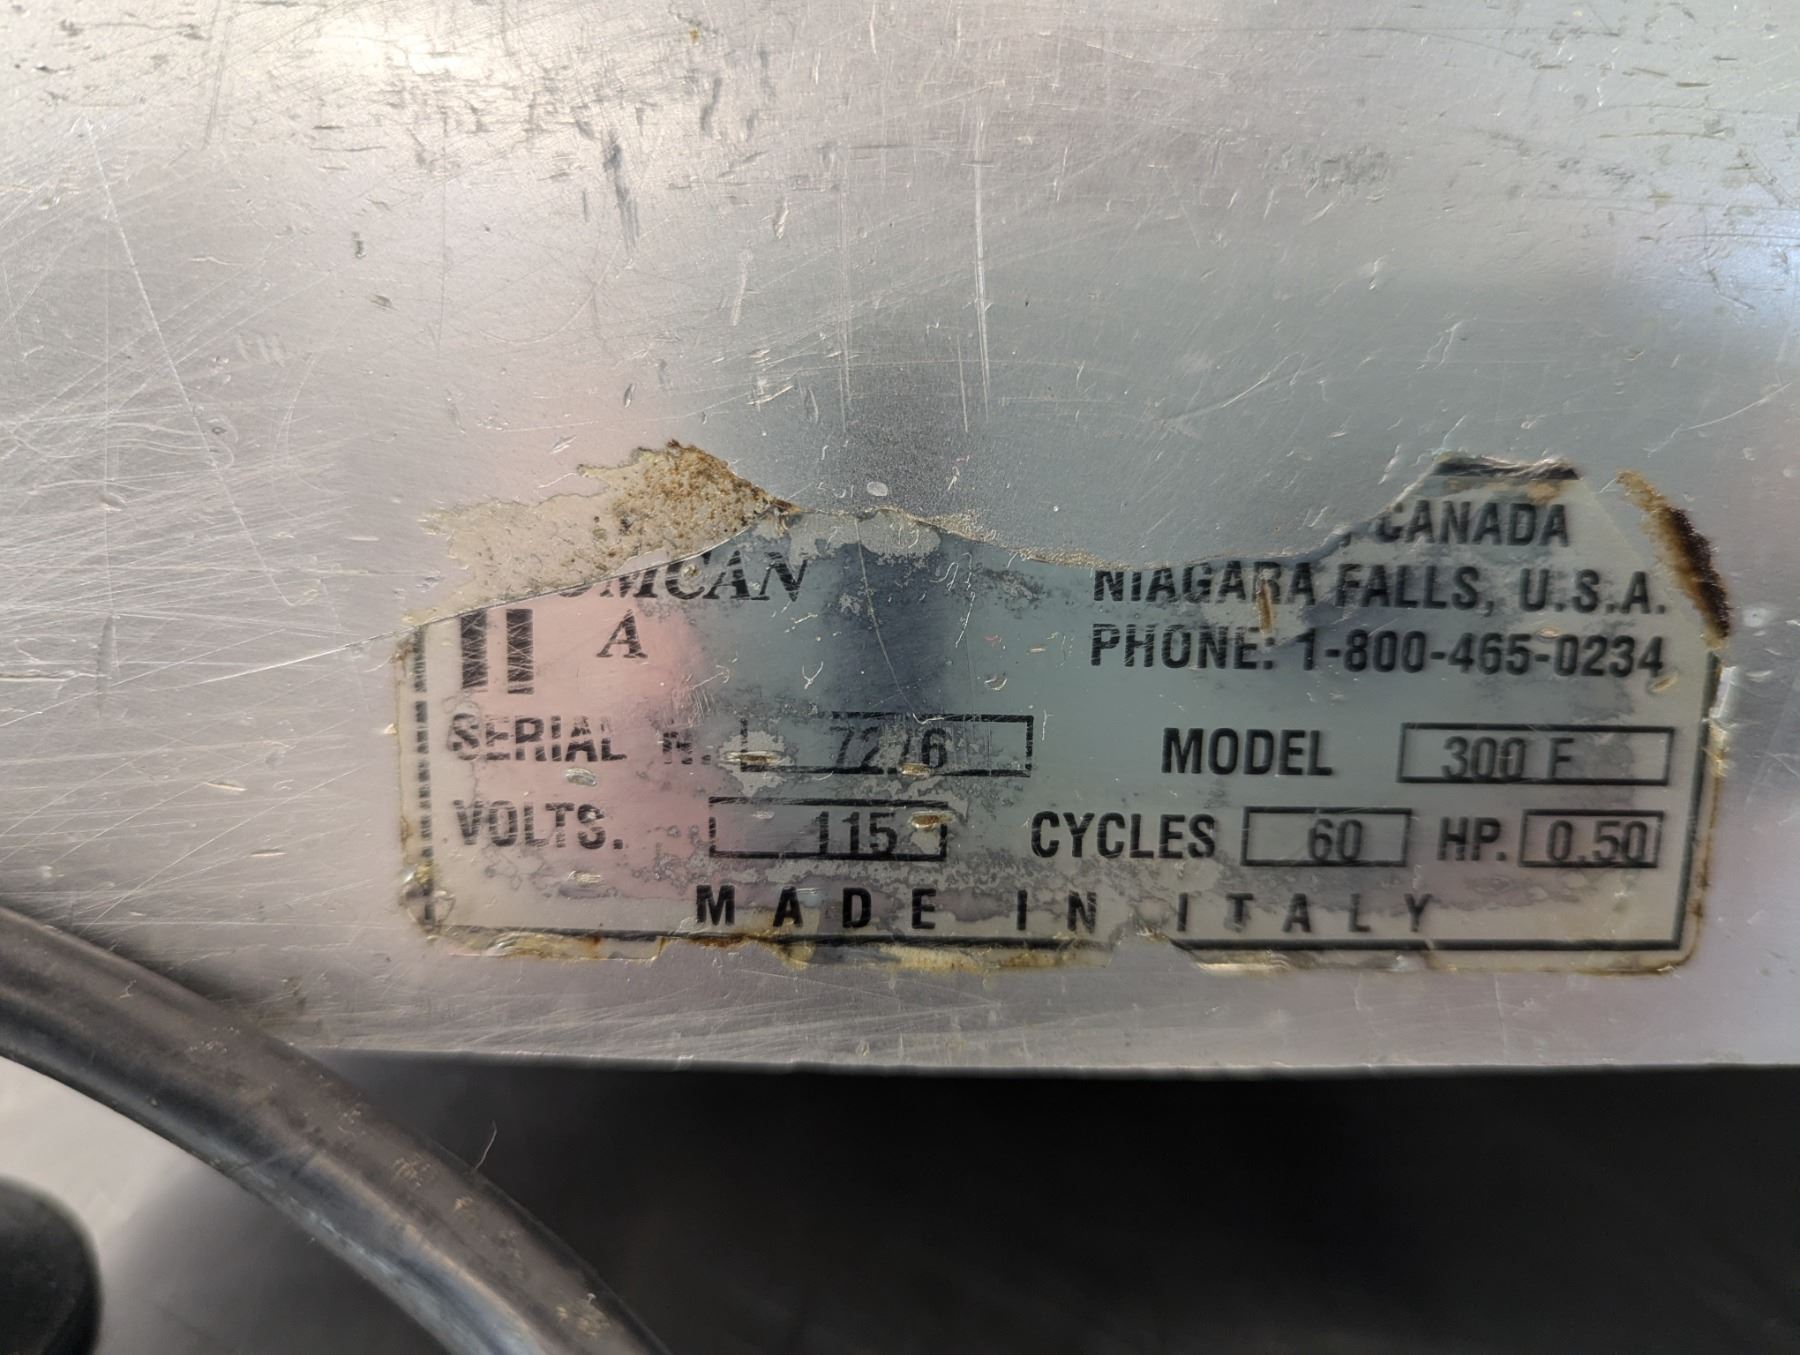 , CANADA
OMCAN
NIAGARA FALLS, U.S.A.
A
PHONE: 1-800-465-0234
SERIAL N.
MODEL 300 F
VOLTS. 115 CYCLES 60 HP. 0.50
MADE IN ITALY